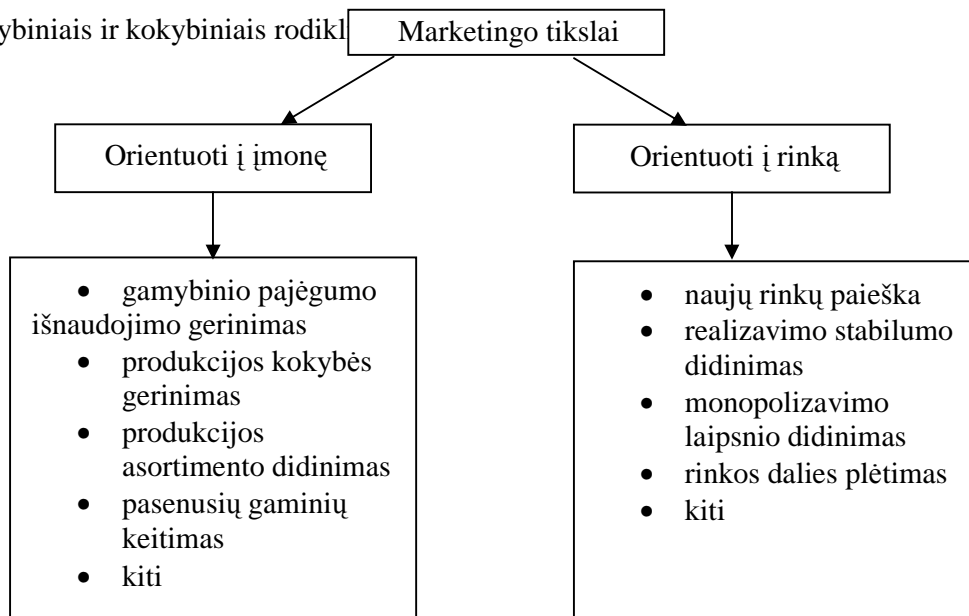 ybiniais ir kokybiniais rodikl
Marketingo tikslai
Orientuoti į įmonę
Orientuoti į rinką
• gamybinio pajėgumo
išnaudojimo gerinimas
• produkcijos kokybės
gerinimas
• produkcijos
asortimento didinimas
• pasenusių gaminių
keitimas
• kiti
• naujų rinkų paieška
• realizavimo stabilumo
didinimas
• monopolizavimo
laipsnio didinimas
• rinkos dalies plėtimas
• kiti